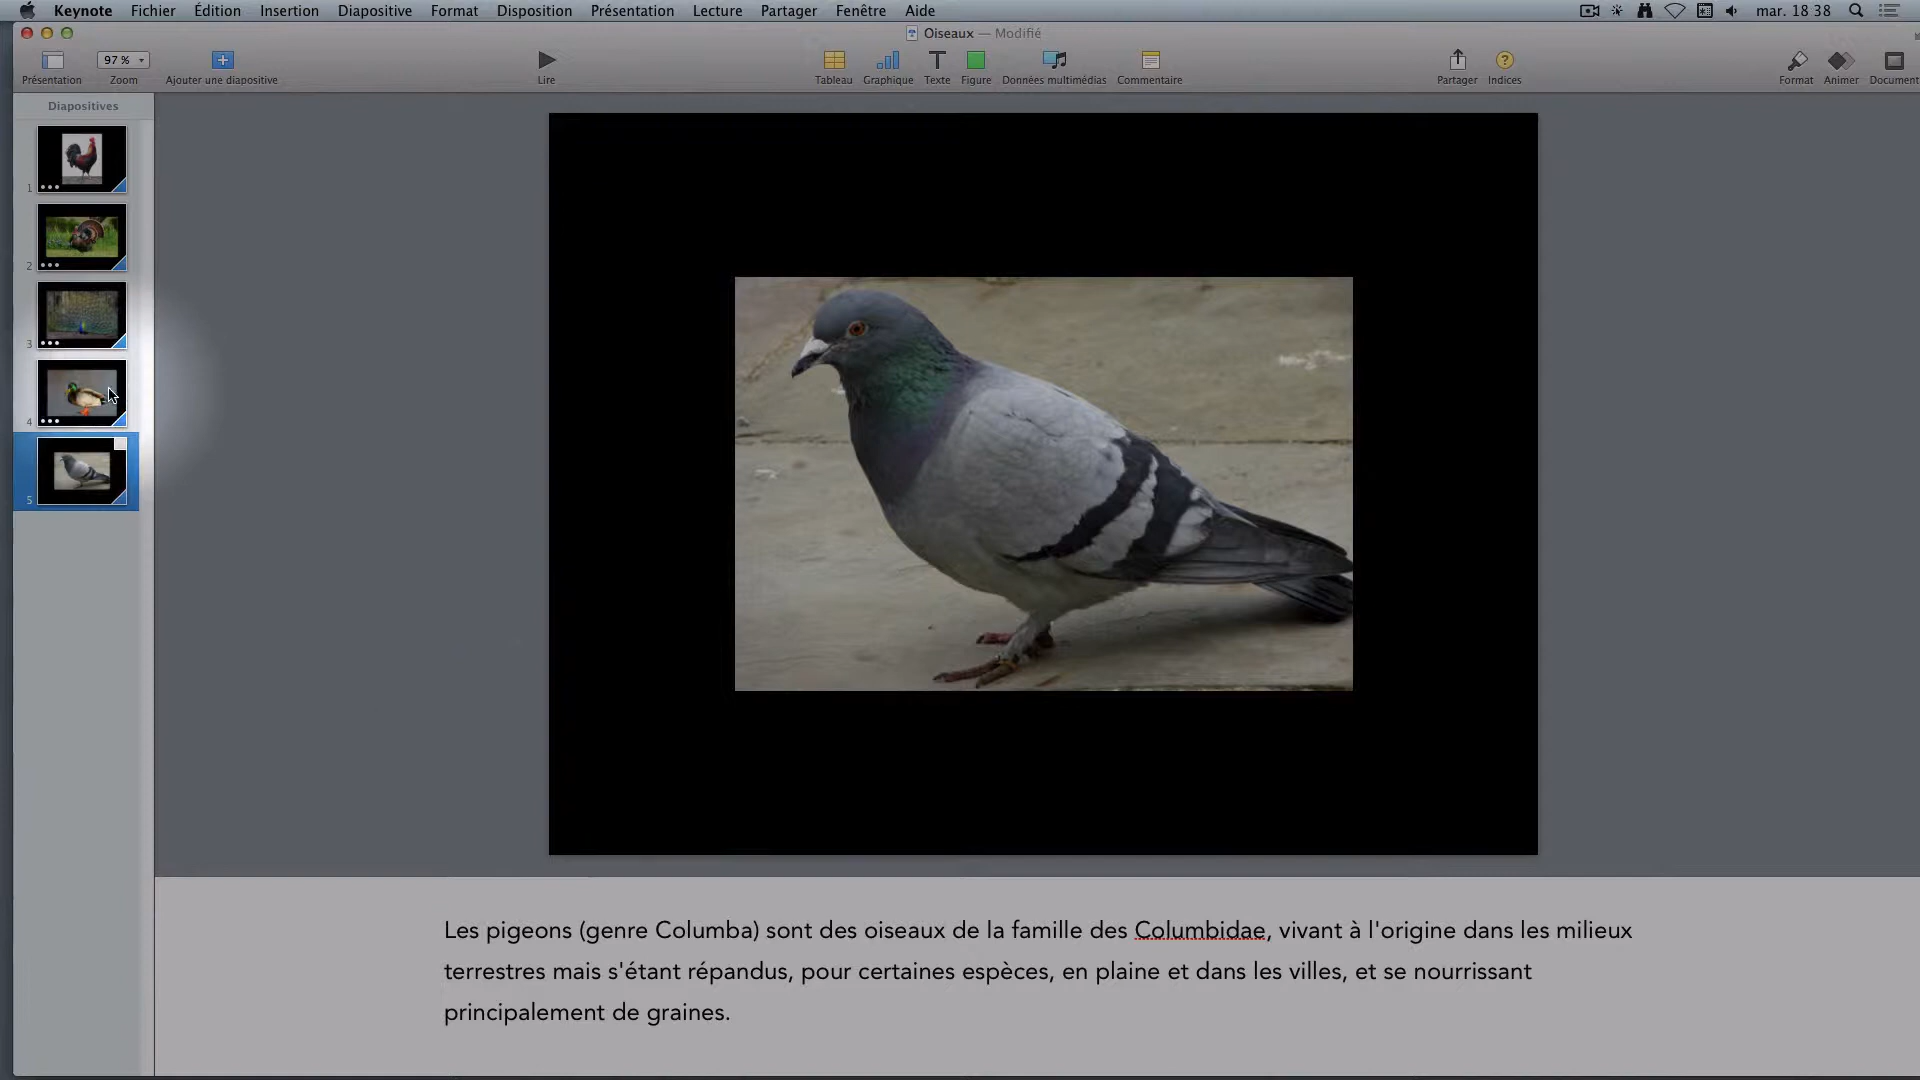 Keynote Fichier Édition Insertion Diapositive Format Disposition Présentation Lecture Partager Fenêtre Aide mar. 18 38
Oiseaux — Modifié
97 %
Présentation Zoom Ajouter une diapositive Lire Tableau Graphique Texte Figure Données multimédias Commentaire Partager Indices Format Animer Document
Diapositives
1
2
3
4
5
Les pigeons (genre Columba) sont des oiseaux de la famille des Columbidae, vivant à l'origine dans les milieux
terrestres mais s'étant répandus, pour certaines espèces, en plaine et dans les villes, et se nourrissant
principalement de graines.